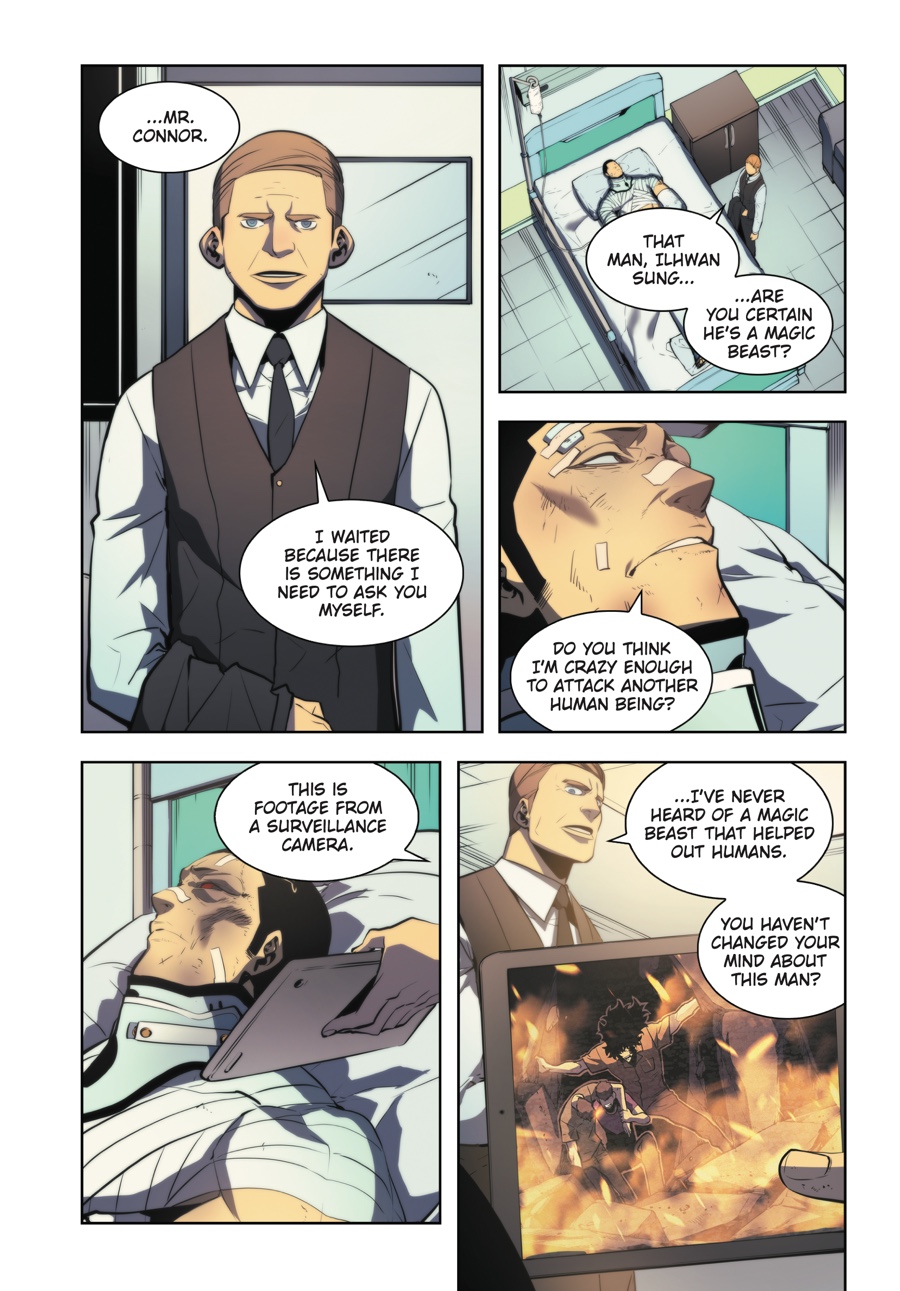 ...MR.
CONNOR.
I WAITED
BECAUSE THERE
IS SOMETHING I
NEED TO ASK YOU
MYSELF.
THAT
MAN, ILHWAN
SUNG...
...ARE
YOU CERTAIN
HE'S A MAGIC
BEAST?
DO YOU THINK
I'M CRAZY ENOUGH
TO ATTACK ANOTHER
HUMAN BEING?
THIS IS
FOOTAGE FROM
A SURVEILLANCE
CAMERA.
...I'VE NEVER
HEARD OF A MAGIC
BEAST THAT HELPED
OUT HUMANS.
YOU HAVEN'T
CHANGED YOUR
MIND ABOUT
THIS MAN?